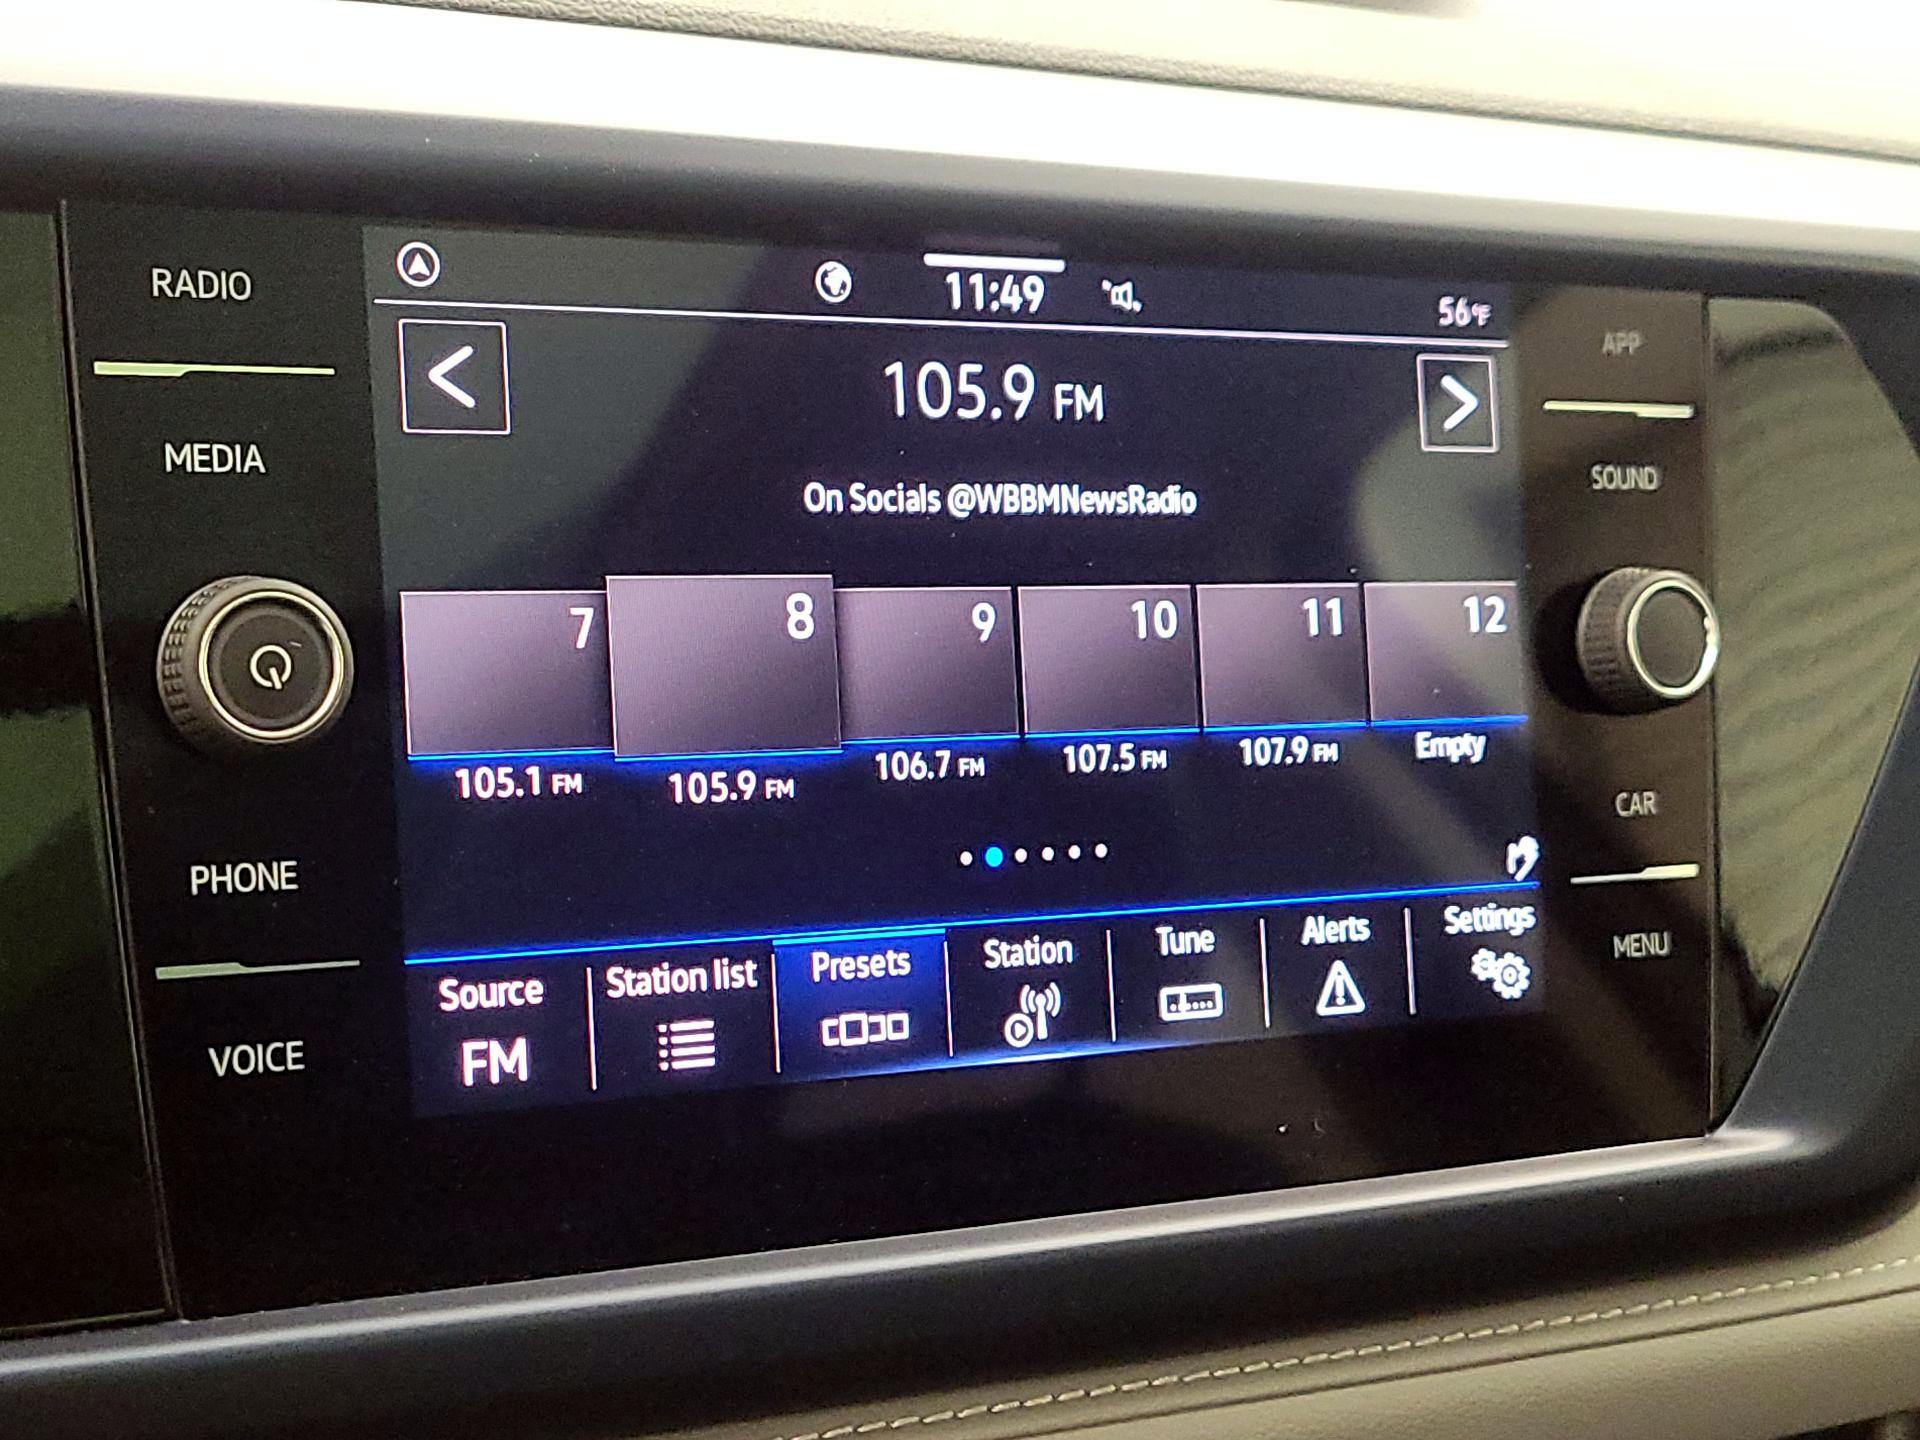 RADIO
MEDIA
PHONE
VOICE
11:49
56°F
105.9 FM
On Socials @WBBMNewsRadio
7 8 9 10 11 12
105.1 FM 105.9 FM 106.7 FM 107.5 FM 107.9 FM Empty
Source Station list Presets Station Tune Alerts Settings
FM
APP
SOUND
CAR
MENU